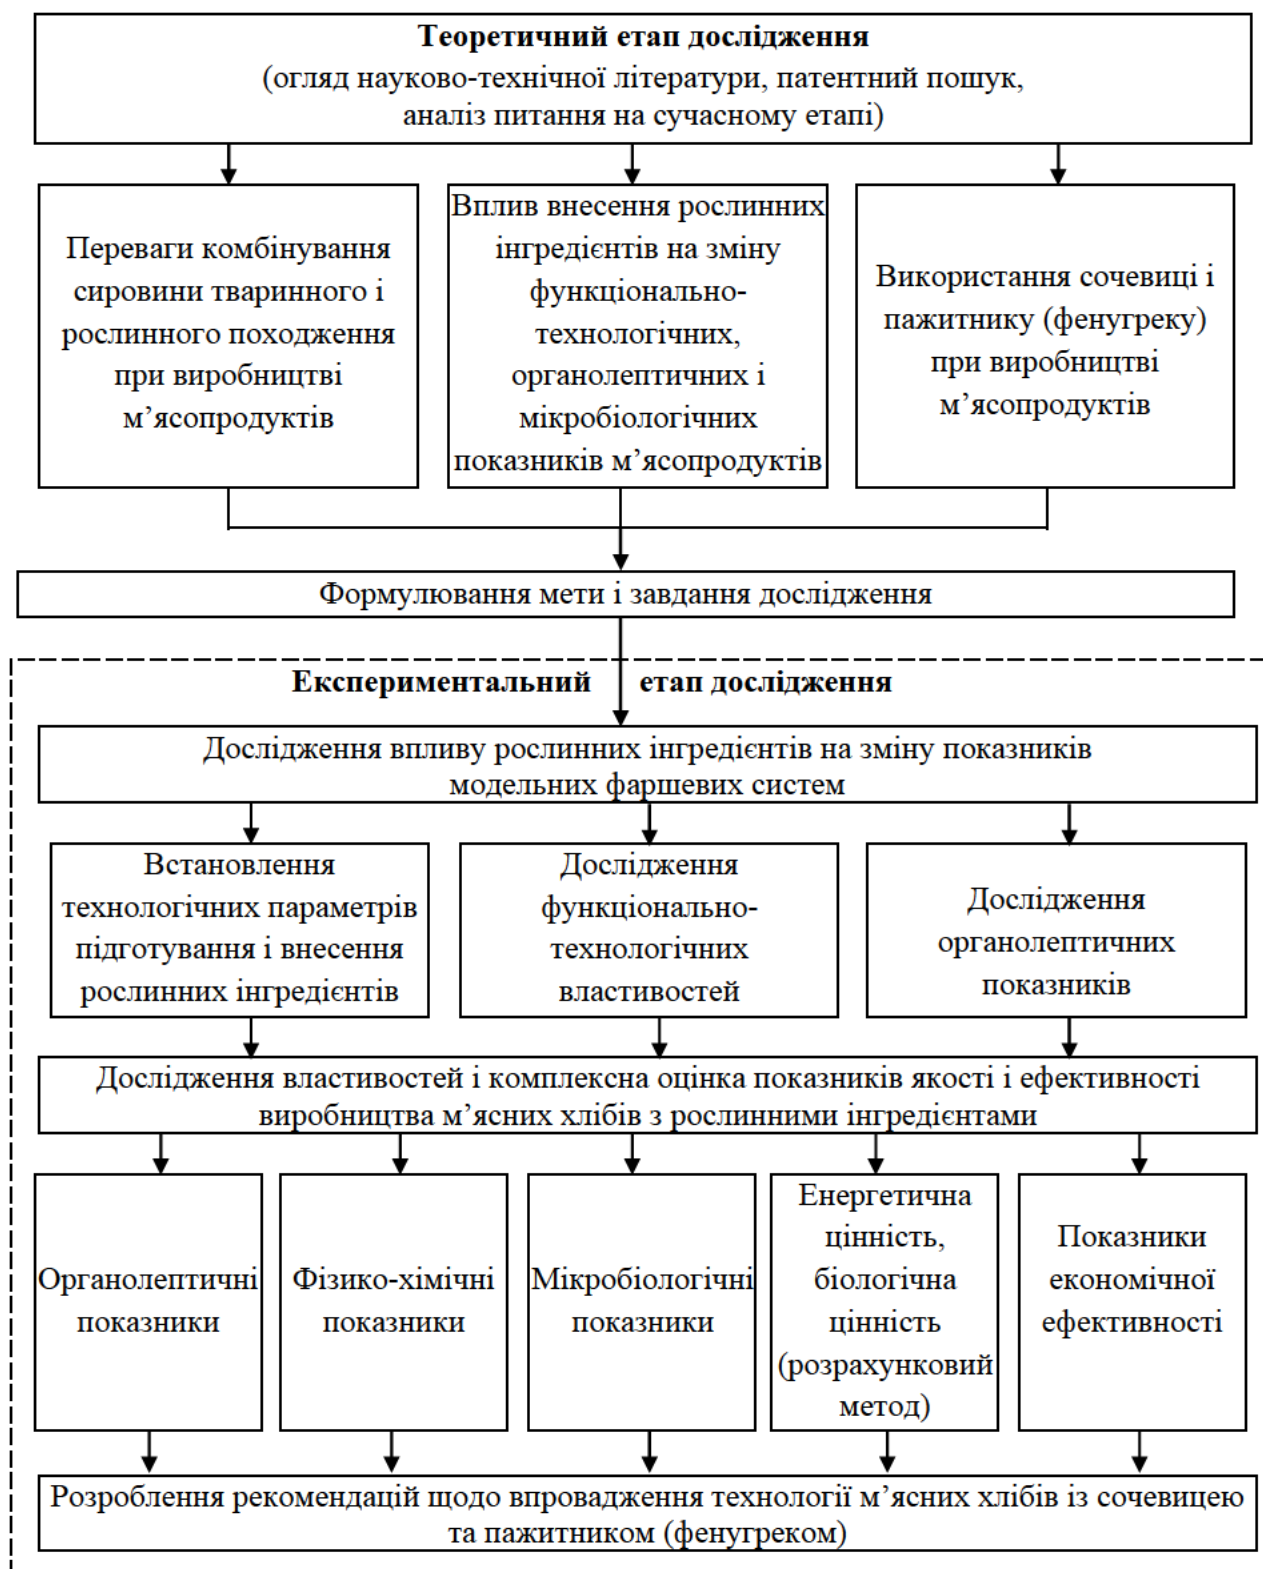 Теоретичний етап дослідження
(огляд науково-технічної літератури, патентний пошук,
аналіз питання на сучасному етапі)
Переваги комбінування
сировини тваринного і
рослинного походження
при виробництві
м’ясопродуктів
Вплив внесення рослинних
інгредієнтів на зміну
функціонально-
технологічних,
органолептичних і
мікробіологічних
показників м’ясопродуктів
Використання сочевиці і
пажитнику (фенугреку)
при виробництві
м’ясопродуктів
Формулювання мети і завдання дослідження
Експериментальний етап дослідження
Дослідження впливу рослинних інгредієнтів на зміну показників
модельних фаршевих систем
Встановлення
технологічних параметрів
підготування і внесення
рослинних інгредієнтів
Дослідження
функціонально-
технологічних
властивостей
Дослідження
органолептичних
показників
Дослідження властивостей і комплексна оцінка показників якості і ефективності
виробництва м’ясних хлібів з рослинними інгредієнтами
Органолептичні
показники
Фізико-хімічні
показники
Мікробіологічні
показники
Енергетична
цінність,
біологічна
цінність
(розрахунковий
метод)
Показники
економічної
ефективності
Розроблення рекомендацій щодо впровадження технології м’ясних хлібів із сочевицею
та пажитником (фенугреком)